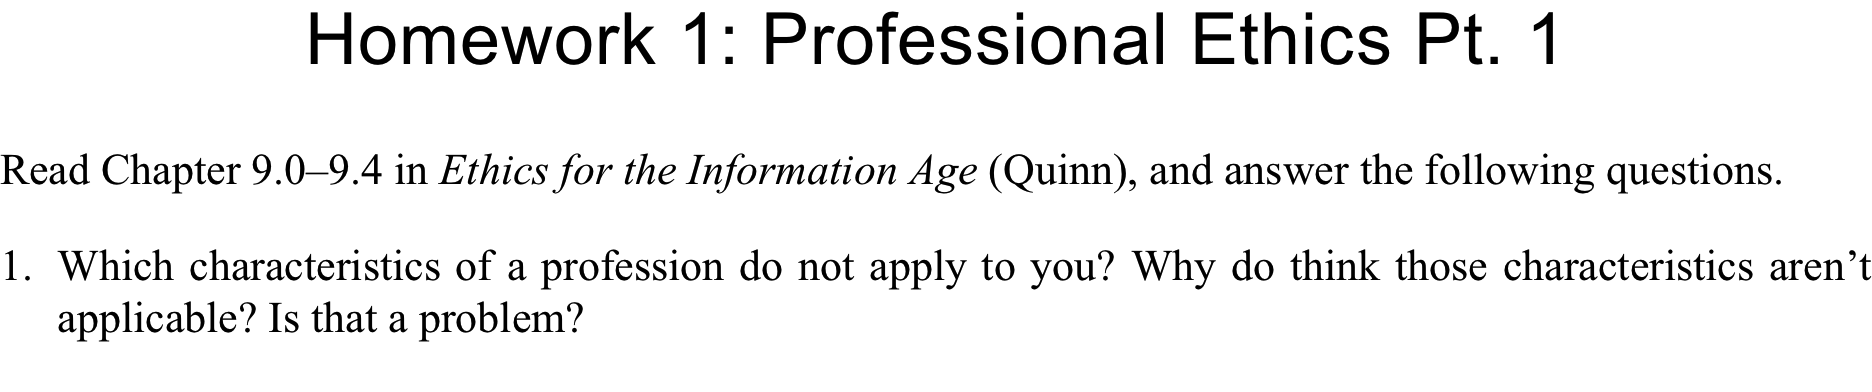 Homework 1: Professional Ethics Pt. 1
Read Chapter 9.0–9.4 in Ethics for the Information Age (Quinn), and answer the following questions.
1. Which characteristics of a profession do not apply to you? Why do think those characteristics aren’t
applicable? Is that a problem?